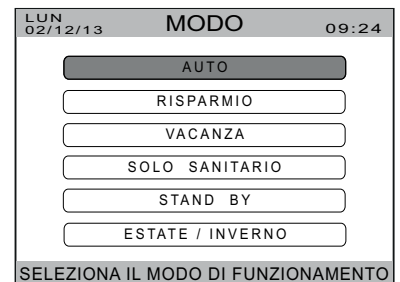 LUN
02/12/13 MODO 09:24
AUTO
RISPARMIO
VACANZA
SOLO SANITARIO
STAND BY
ESTATE / INVERNO
SELEZIONA IL MODO DI FUNZIONAMENTO